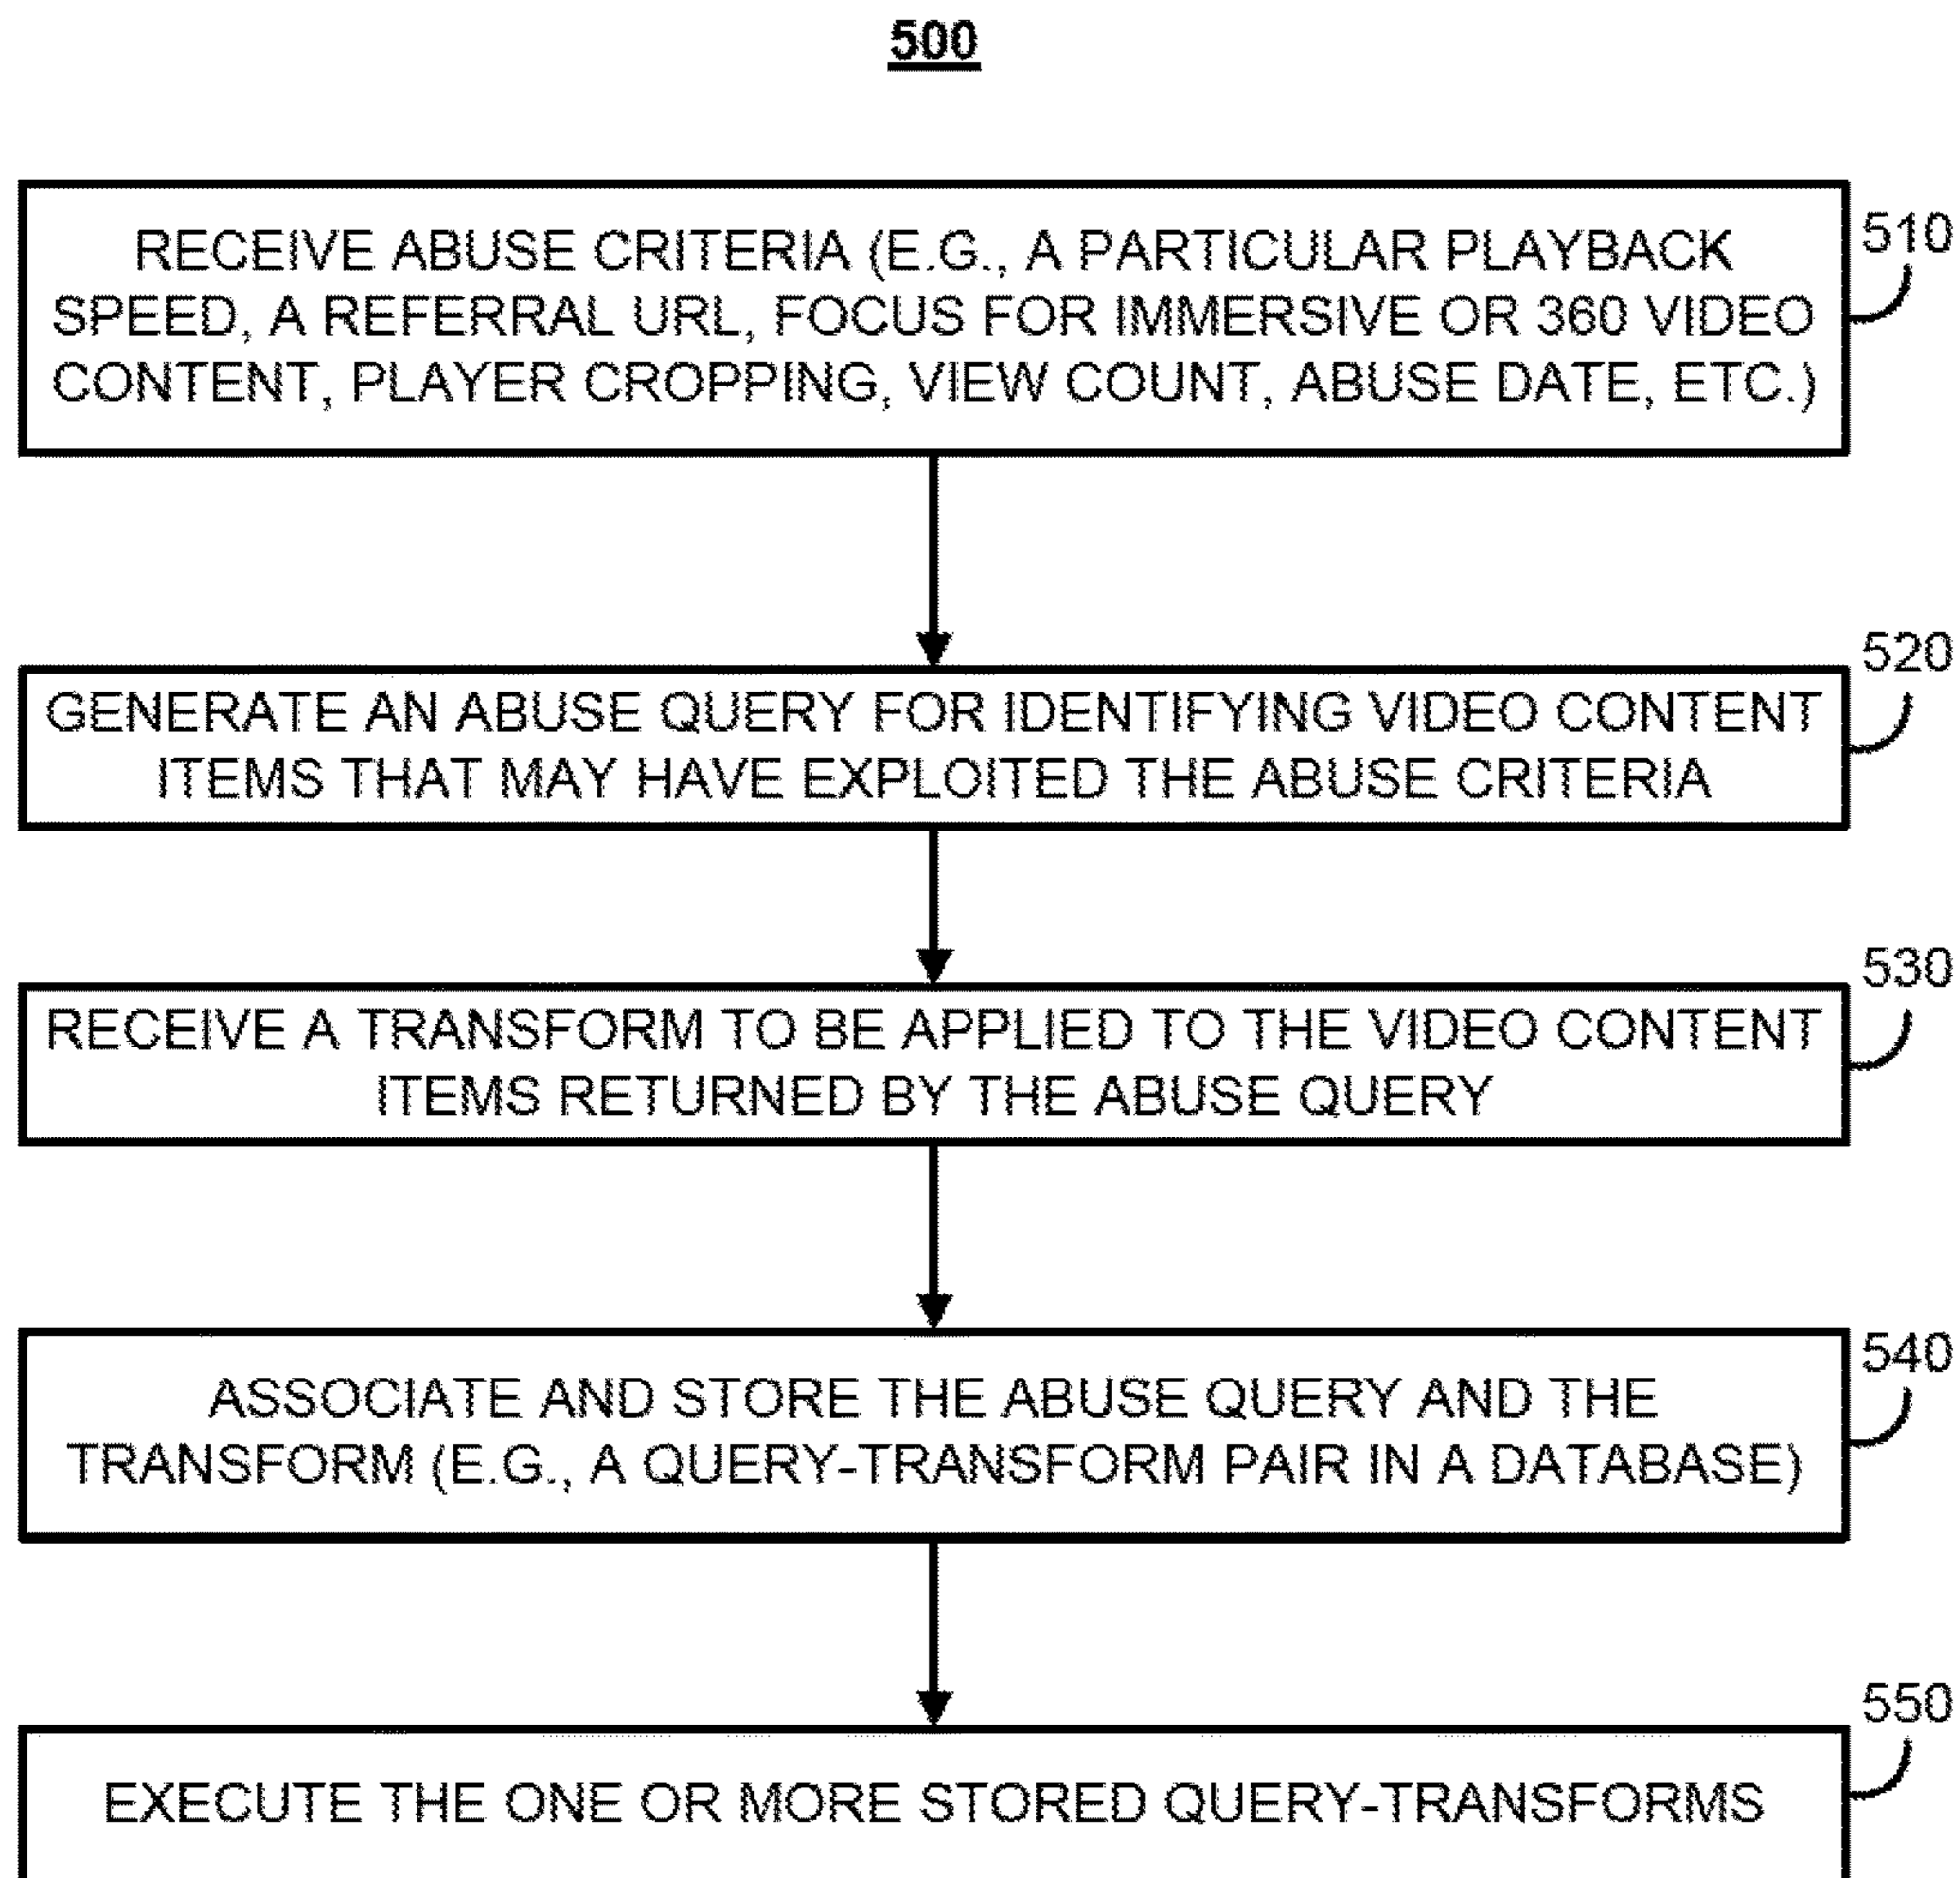 500
RECEIVE ABUSE CRITERIA (E.G., A PARTICULAR PLAYBACK
SPEED, A REFERRAL URL, FOCUS FOR IMMERSIVE OR 360 VIDEO
CONTENT, PLAYER CROPPING, VIEW COUNT, ABUSE DATE, ETC.)
510
GENERATE AN ABUSE QUERY FOR IDENTIFYING VIDEO CONTENT
ITEMS THAT MAY HAVE EXPLOITED THE ABUSE CRITERIA
520
RECEIVE A TRANSFORM TO BE APPLIED TO THE VIDEO CONTENT
ITEMS RETURNED BY THE ABUSE QUERY
530
ASSOCIATE AND STORE THE ABUSE QUERY AND THE
TRANSFORM (E.G., A QUERY-TRANSFORM PAIR IN A DATABASE)
540
EXECUTE THE ONE OR MORE STORED QUERY-TRANSFORMS
550